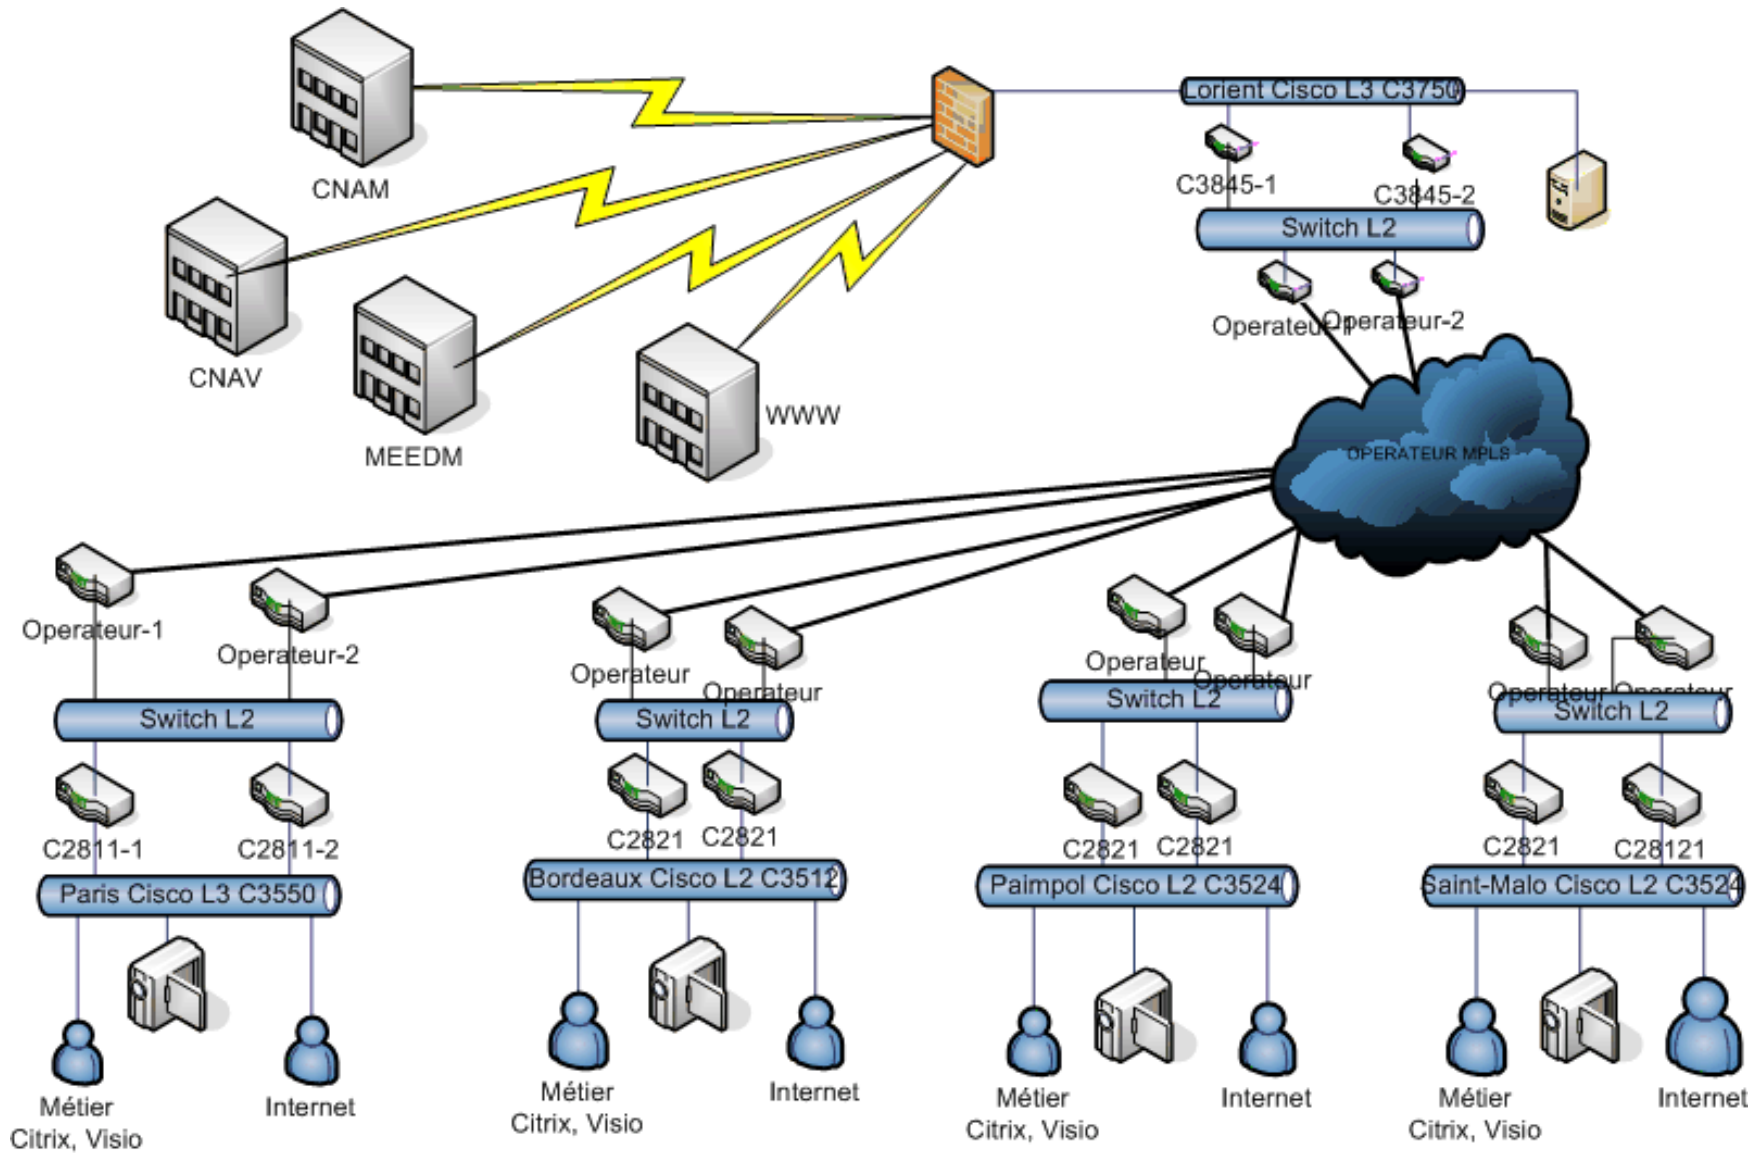 Lorient Cisco L3 C3750
CNAM
C3845-1
C3845-2
Switch L2
CNAV
Operateur-1
Operateur-2
WWW
MEEDM
OPERATEUR MPLS
Operateur-1
Operateur-2
Operateur
Operateur
Operateur
Operateur
Operateur
Operateur
Switch L2
Switch L2
Switch L2
Switch L2
C2811-1
C2811-2
C2821
C2821
C2821
C2821
C2821
C28121
Paris Cisco L3 C3550
Bordeaux Cisco L2 C3512
Paimpol Cisco L2 C3524
Saint-Malo Cisco L2 C3524
Métier
Citrix, Visio
Internet
Métier
Citrix, Visio
Internet
Métier
Citrix, Visio
Internet
Métier
Citrix, Visio
Internet